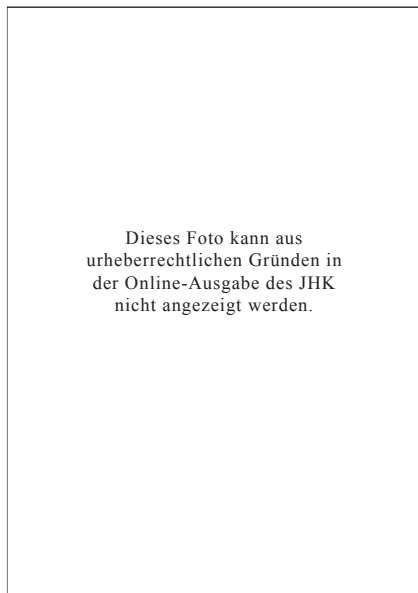 Dieses Foto kann aus
urheberrechtlichen Gründen in
der Online-Ausgabe des JHK
nicht angezeigt werden.